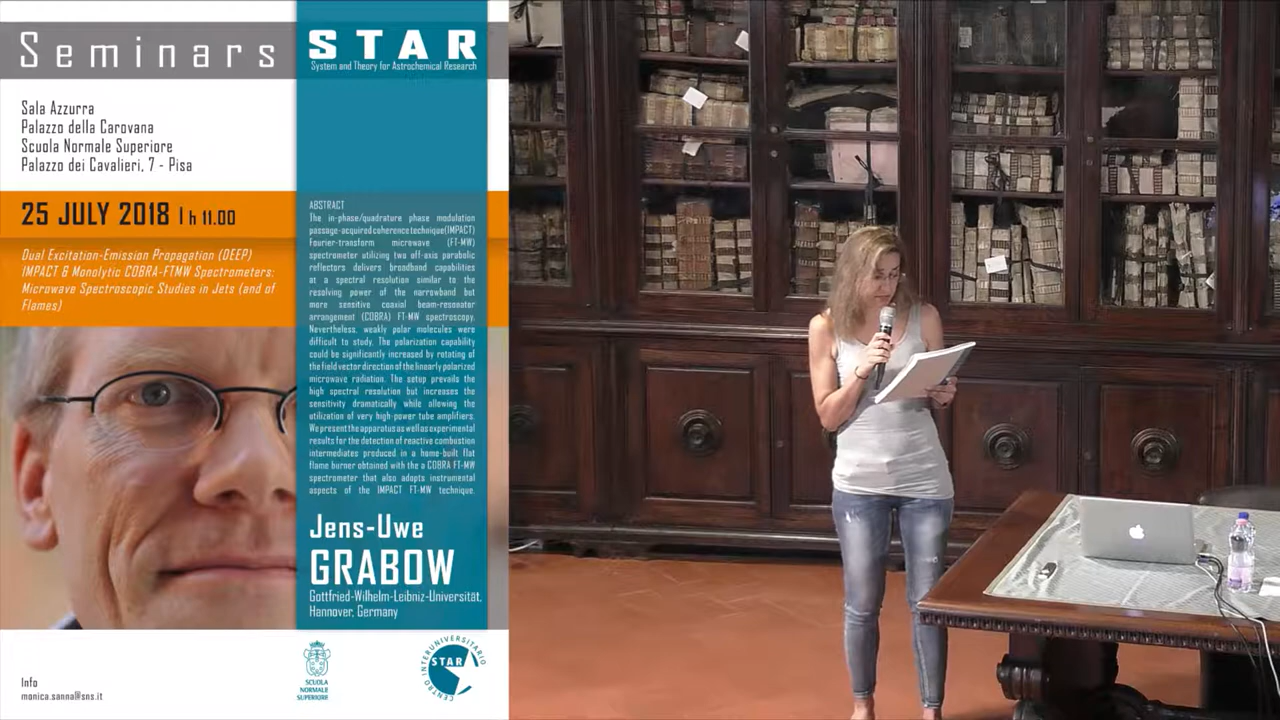 Seminars
STAR
System and Theory for Astrochemical Research
Sala Azzurra
Palazzo della Carovana
Scuola Normale Superiore
Palazzo dei Cavalieri, 7 - Pisa
25 JULY 2018 | h 11.00
Dual Excitation-Emission Propagation (DEEP)
IMPACT & Monolytic COBRA-FTMW Spectrometers:
Microwave Spectroscopic Studies in Jets (and of
Flames)
ABSTRACT
The in-phase/quadrature phase modulation
passage-acquired coherence technique(IMPACT)
Fourier-transform microwave (FT-MW)
spectrometer utilizing two off-axis parabolic
reflectors delivers broadband capabilities
at a spectral resolution similar to the
resolving power of the narrowband but
more sensitive coaxial beam-resonator
arrangement (COBRA) FT-MW spectroscopy.
Nevertheless, weakly polar molecules were
difficult to study. The polarization capability
could be significantly increased by rotating of
the field vector direction of the linearly polarized
microwave radiation. The setup prevails the
high spectral resolution but increases the
sensitivity dramatically while allowing the
utilization of very high-power tube amplifiers.
We present the apparatus as well as experimental
results for the detection of reactive combustion
intermediates produced in a home-built flat
flame burner obtained with the a COBRA FT-MW
spectrometer that also adopts instrumental
aspects of the IMPACT FT-MW technique.
Jens-Uwe
GRABOW
Gottfried-Wilhelm-Leibniz-Universität,
Hannover, Germany
Info
monica.sanna@sns.it
SCUOLA
NORMALE
SUPERIORE
STAR
CENTRO INTERUNIVERSITARIO